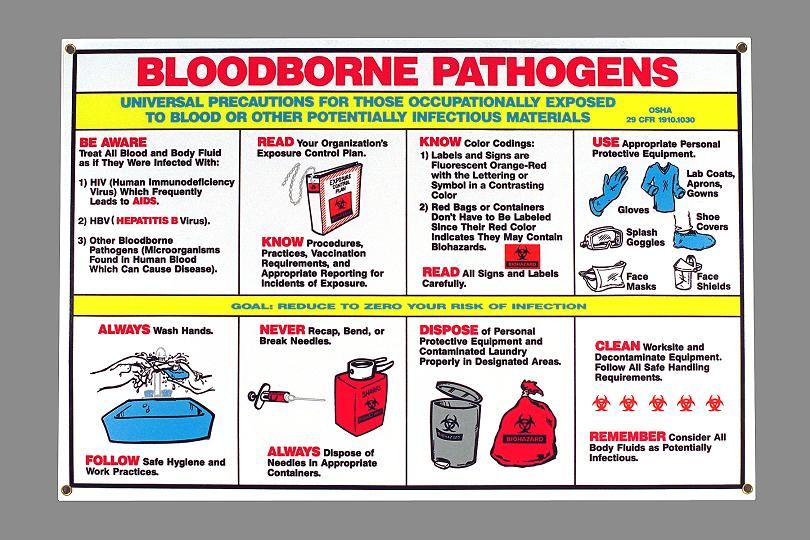 BLOODBORNE PATHOGENS
UNIVERSAL PRECAUTIONS FOR THOSE OCCUPATIONALLY EXPOSED
TO BLOOD OR OTHER POTENTIALLY INFECTIOUS MATERIALS
OSHA
29 CFR 1910.1030
BE AWARE
Treat All Blood and Body Fluid
as if They Were Infected With:
1) HIV (Human Immunodeficiency
Virus) Which Frequently
Leads to AIDS.
2) HBV (HEPATITIS B Virus).
3) Other Bloodborne
Pathogens (Microorganisms
Found in Human Blood
Which Can Cause Disease).
READ Your Organization's
Exposure Control Plan.
EXPOSURE
CONTROL
PLAN
KNOW Procedures,
Practices, Vaccination
Requirements, and
Appropriate Reporting for
Incidents of Exposure.
KNOW Color Codings:
1) Labels and Signs are
Fluorescent Orange-Red
with the Lettering or
Symbol in a Contrasting
Color
2) Red Bags or Containers
Don't Have to be Labeled
Since Their Red Color
Indicates They May Contain
Biohazards.
BIOHAZARD
READ All Signs and Labels
Carefully.
USE Appropriate Personal
Protective Equipment.
Lab Coats,
Aprons,
Gowns
Gloves
Shoe
Covers
Splash
Goggles
Face
Masks
Face
Shields
GOAL: REDUCE TO ZERO YOUR RISK OF INFECTION
ALWAYS Wash Hands.
FOLLOW Safe Hygiene and
Work Practices.
NEVER Recap, Bend, or
Break Needles.
SHARPS
ALWAYS Dispose of
Needles in Appropriate
Containers.
DISPOSE of Personal
Protective Equipment and
Contaminated Laundry
Properly in Designated Areas.
BIOHAZARD
BIOHAZARD
CLEAN Worksite and
Decontaminate Equipment.
Follow All Safe Handling
Requirements.
REMEMBER Consider All
Body Fluids as Potentially
Infectious.